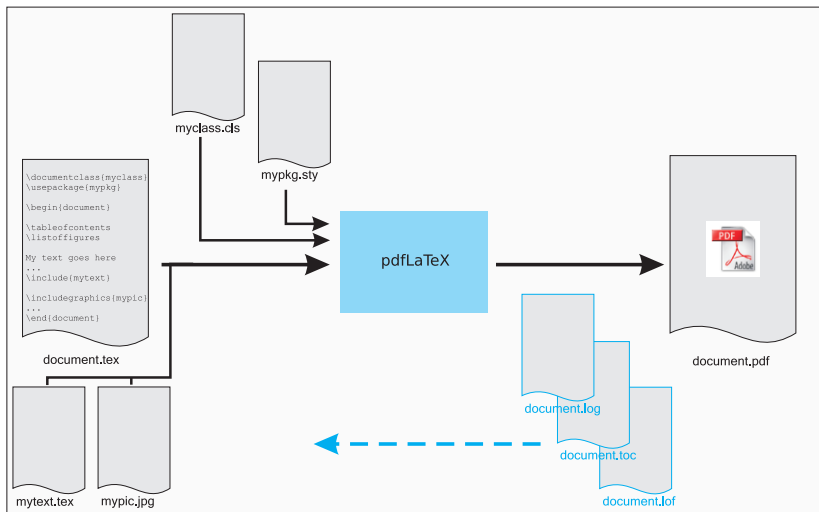 myclass.cls
mypkg.sty
\documentclass{myclass}
\usepackage{mypkg}
\begin{document}
\tableofcontents
\listoffigures
My text goes here
...
\include{mytext}
\includegraphics{mypic}
...
\end{document}
document.tex
pdfLaTeX
PDF
Adobe
document.pdf
document.log
document.toc
document.lof
mytext.tex
mypic.jpg